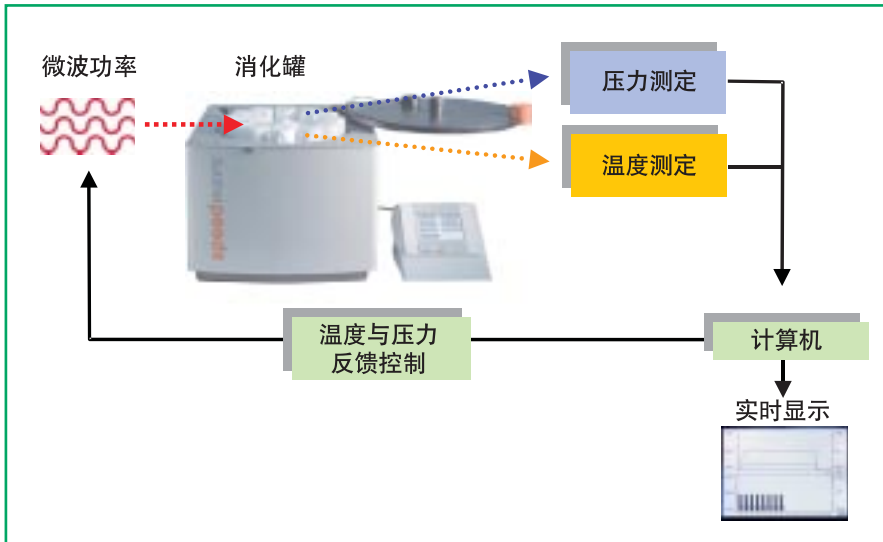 微波功率
消化罐
压力测定
温度测定
speedwave
温度与压力
反馈控制
计算机
实时显示